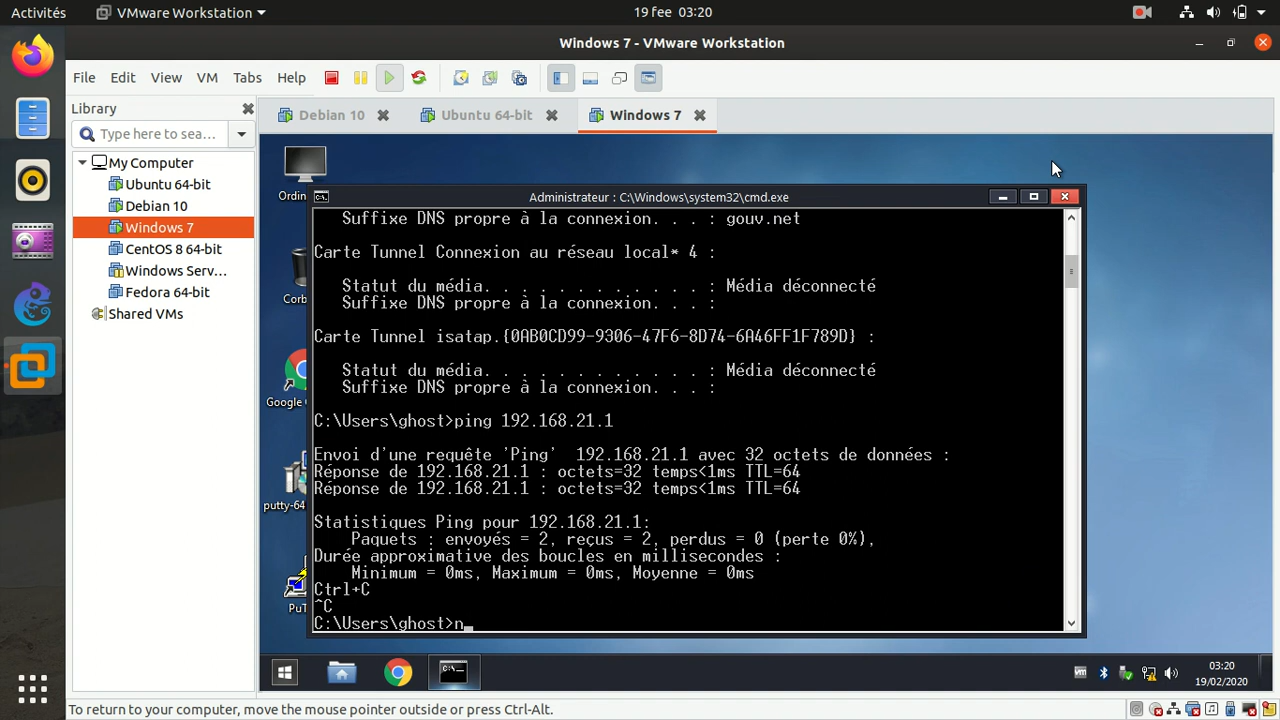 Activités
VMware Workstation
19 fee 03:20
Windows 7 - VMware Workstation
File Edit View VM Tabs Help
Library
Debian 10
Ubuntu 64-bit
Windows 7
Type here to sea...
My Computer
Ubuntu 64-bit
Debian 10
Windows 7
CentOS 8 64-bit
Windows Serv...
Fedora 64-bit
Shared VMs
Ordin
Corb
Google C
putty-64
PuT
Administrateur : C:\Windows\system32\cmd.exe
Suffixe DNS propre à la connexion. . . : gouv.net
Carte Tunnel Connexion au réseau local* 4 :
Statut du média. . . . . . . . . . . . : Média déconnecté
Suffixe DNS propre à la connexion. . . :
Carte Tunnel isatap.{0AB0CD99-9306-47F6-8D74-6A46FF1F789D} :
Statut du média. . . . . . . . . . . . : Média déconnecté
Suffixe DNS propre à la connexion. . . :
C:\Users\ghost>ping 192.168.21.1
Envoi d'une requête 'Ping'  192.168.21.1 avec 32 octets de données :
Réponse de 192.168.21.1 : octets=32 temps<1ms TTL=64
Réponse de 192.168.21.1 : octets=32 temps<1ms TTL=64
Statistiques Ping pour 192.168.21.1:
Paquets : envoyés = 2, reçus = 2, perdus = 0 (perte 0%),
Durée approximative des boucles en millisecondes :
Minimum = 0ms, Maximum = 0ms, Moyenne = 0ms
Ctrl+C
^C
C:\Users\ghost>n_
03:20
19/02/2020
To return to your computer, move the mouse pointer outside or press Ctrl-Alt.